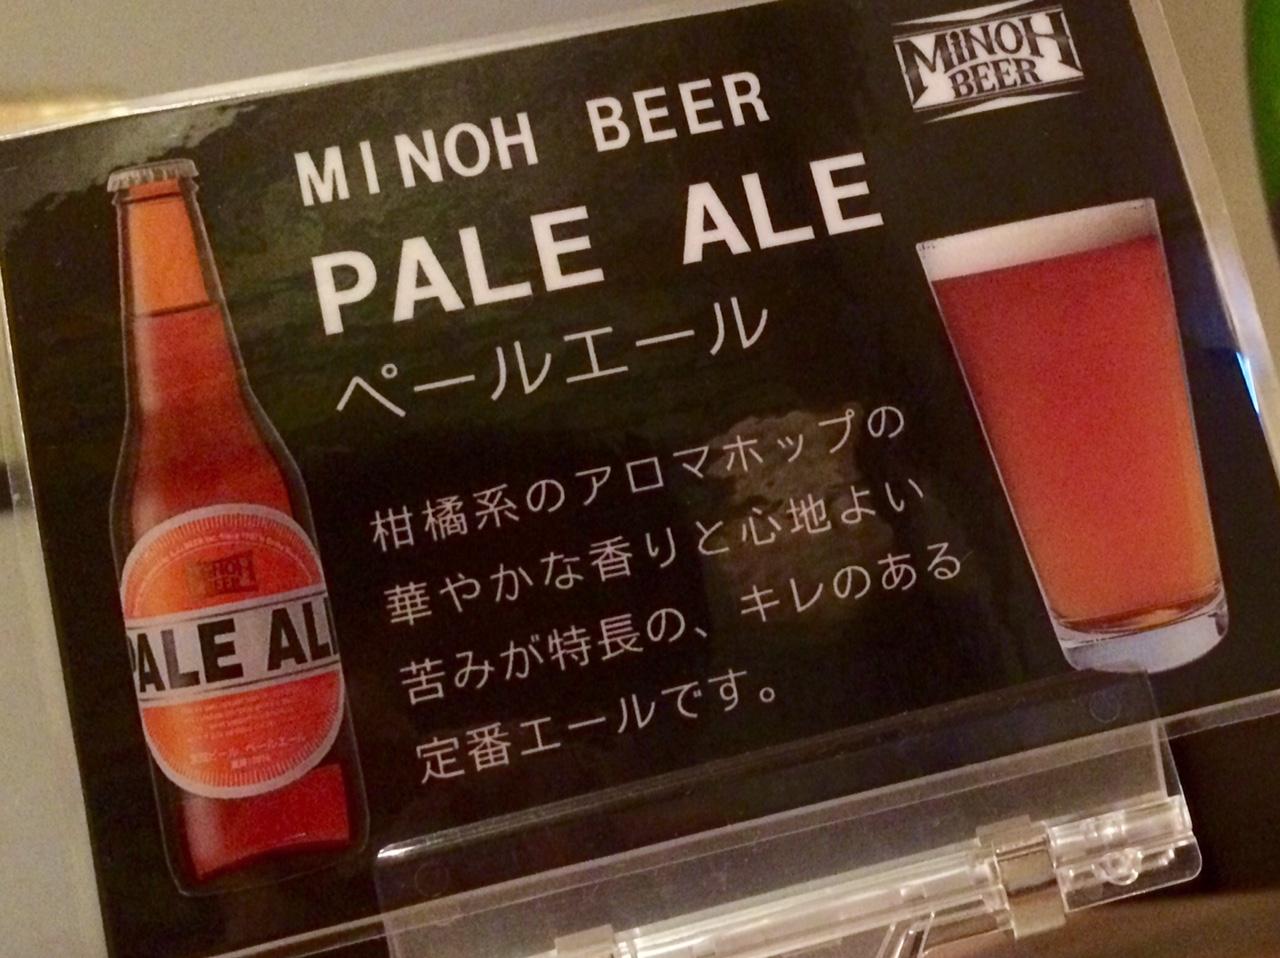 MINOH
BEER
MINOH BEER
PALE ALE
ペールエール
柑橘系のアロマホップの
華やかな香りと心地よい
苦みが特長の、キレのある
定番エールです。
MINOH
BEER
PALE AL